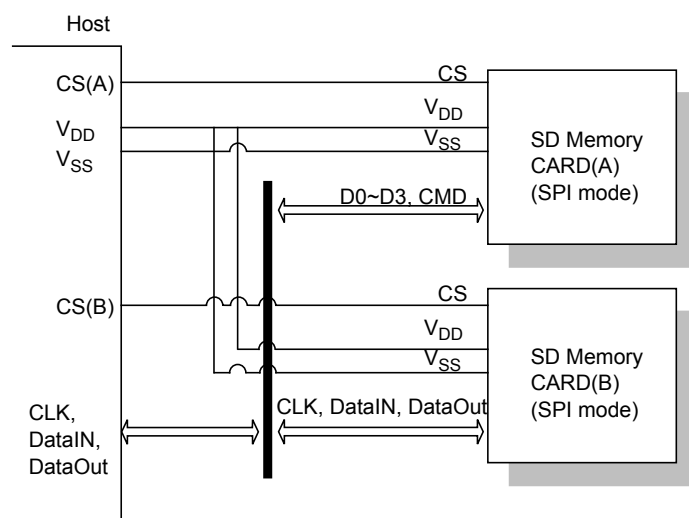 Host
CS(A)
VDD
VSS
CS
VDD
VSS
SD Memory
CARD(A)
(SPI mode)
D0~D3, CMD
CS(B)
CS
VDD
VSS
SD Memory
CARD(B)
(SPI mode)
CLK,
DataIN,
DataOut
CLK, DataIN, DataOut